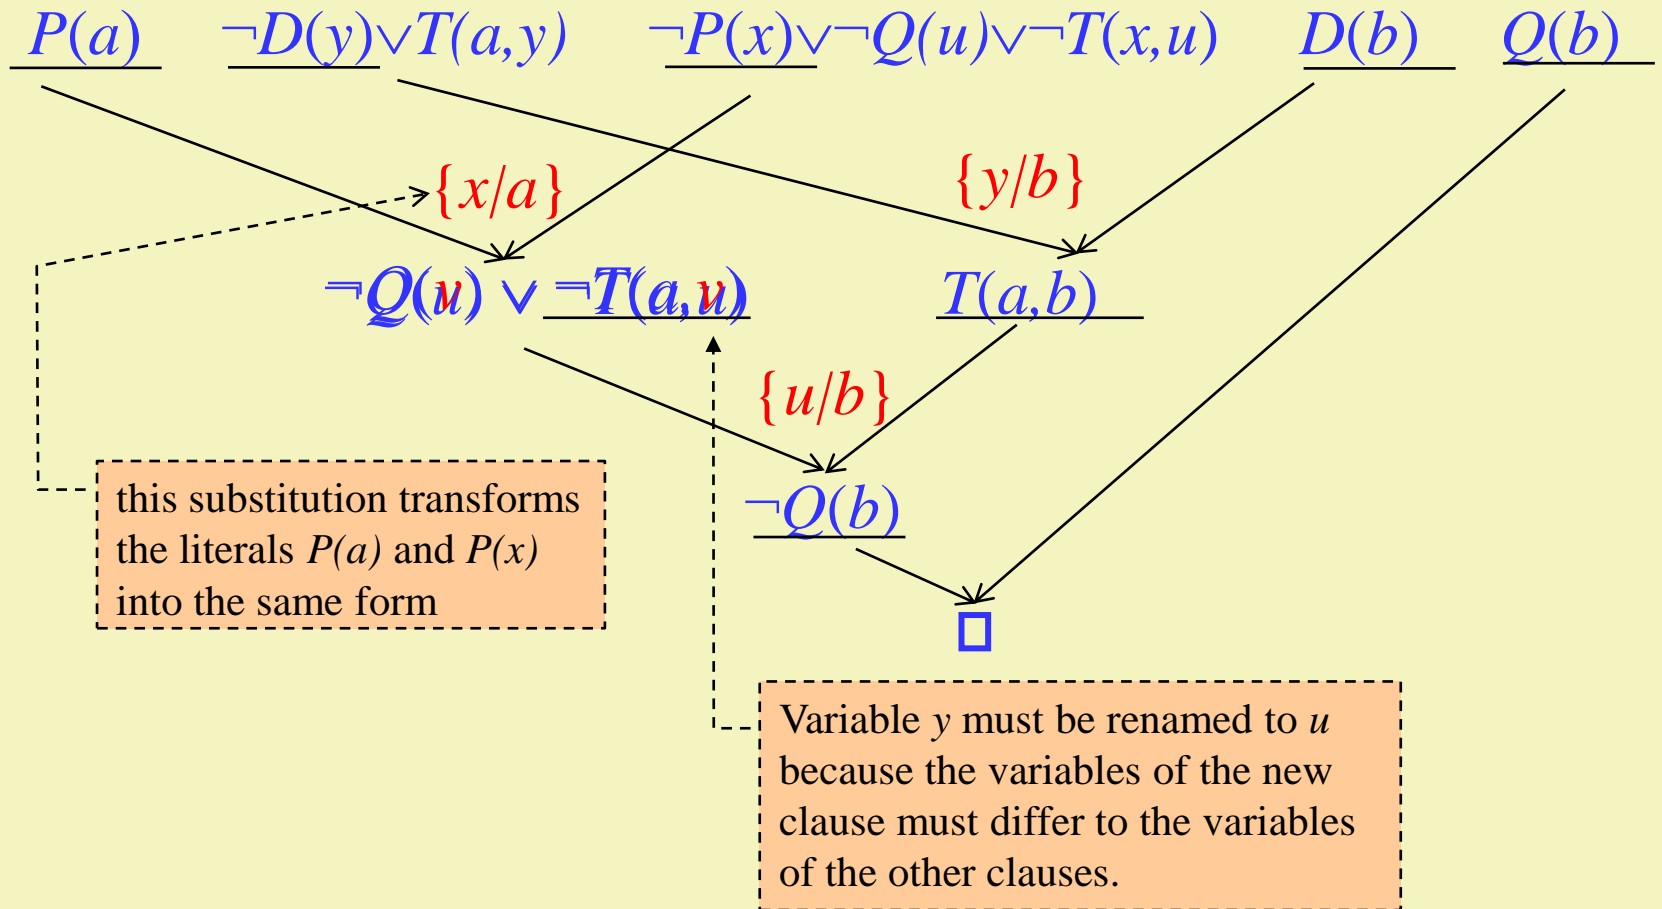 P(a) ¬D(y)∨T(a,y) ¬P(x)∨¬Q(u)∨¬T(x,u) D(b) Q(b)
{x/a} {y/b}
¬Q(u) ∨ ¬T(a,u) T(a,b)
{u/b}
¬Q(b)
this substitution transforms
the literals P(a) and P(x)
into the same form
□
Variable y must be renamed to u
because the variables of the new
clause must differ to the variables
of the other clauses.